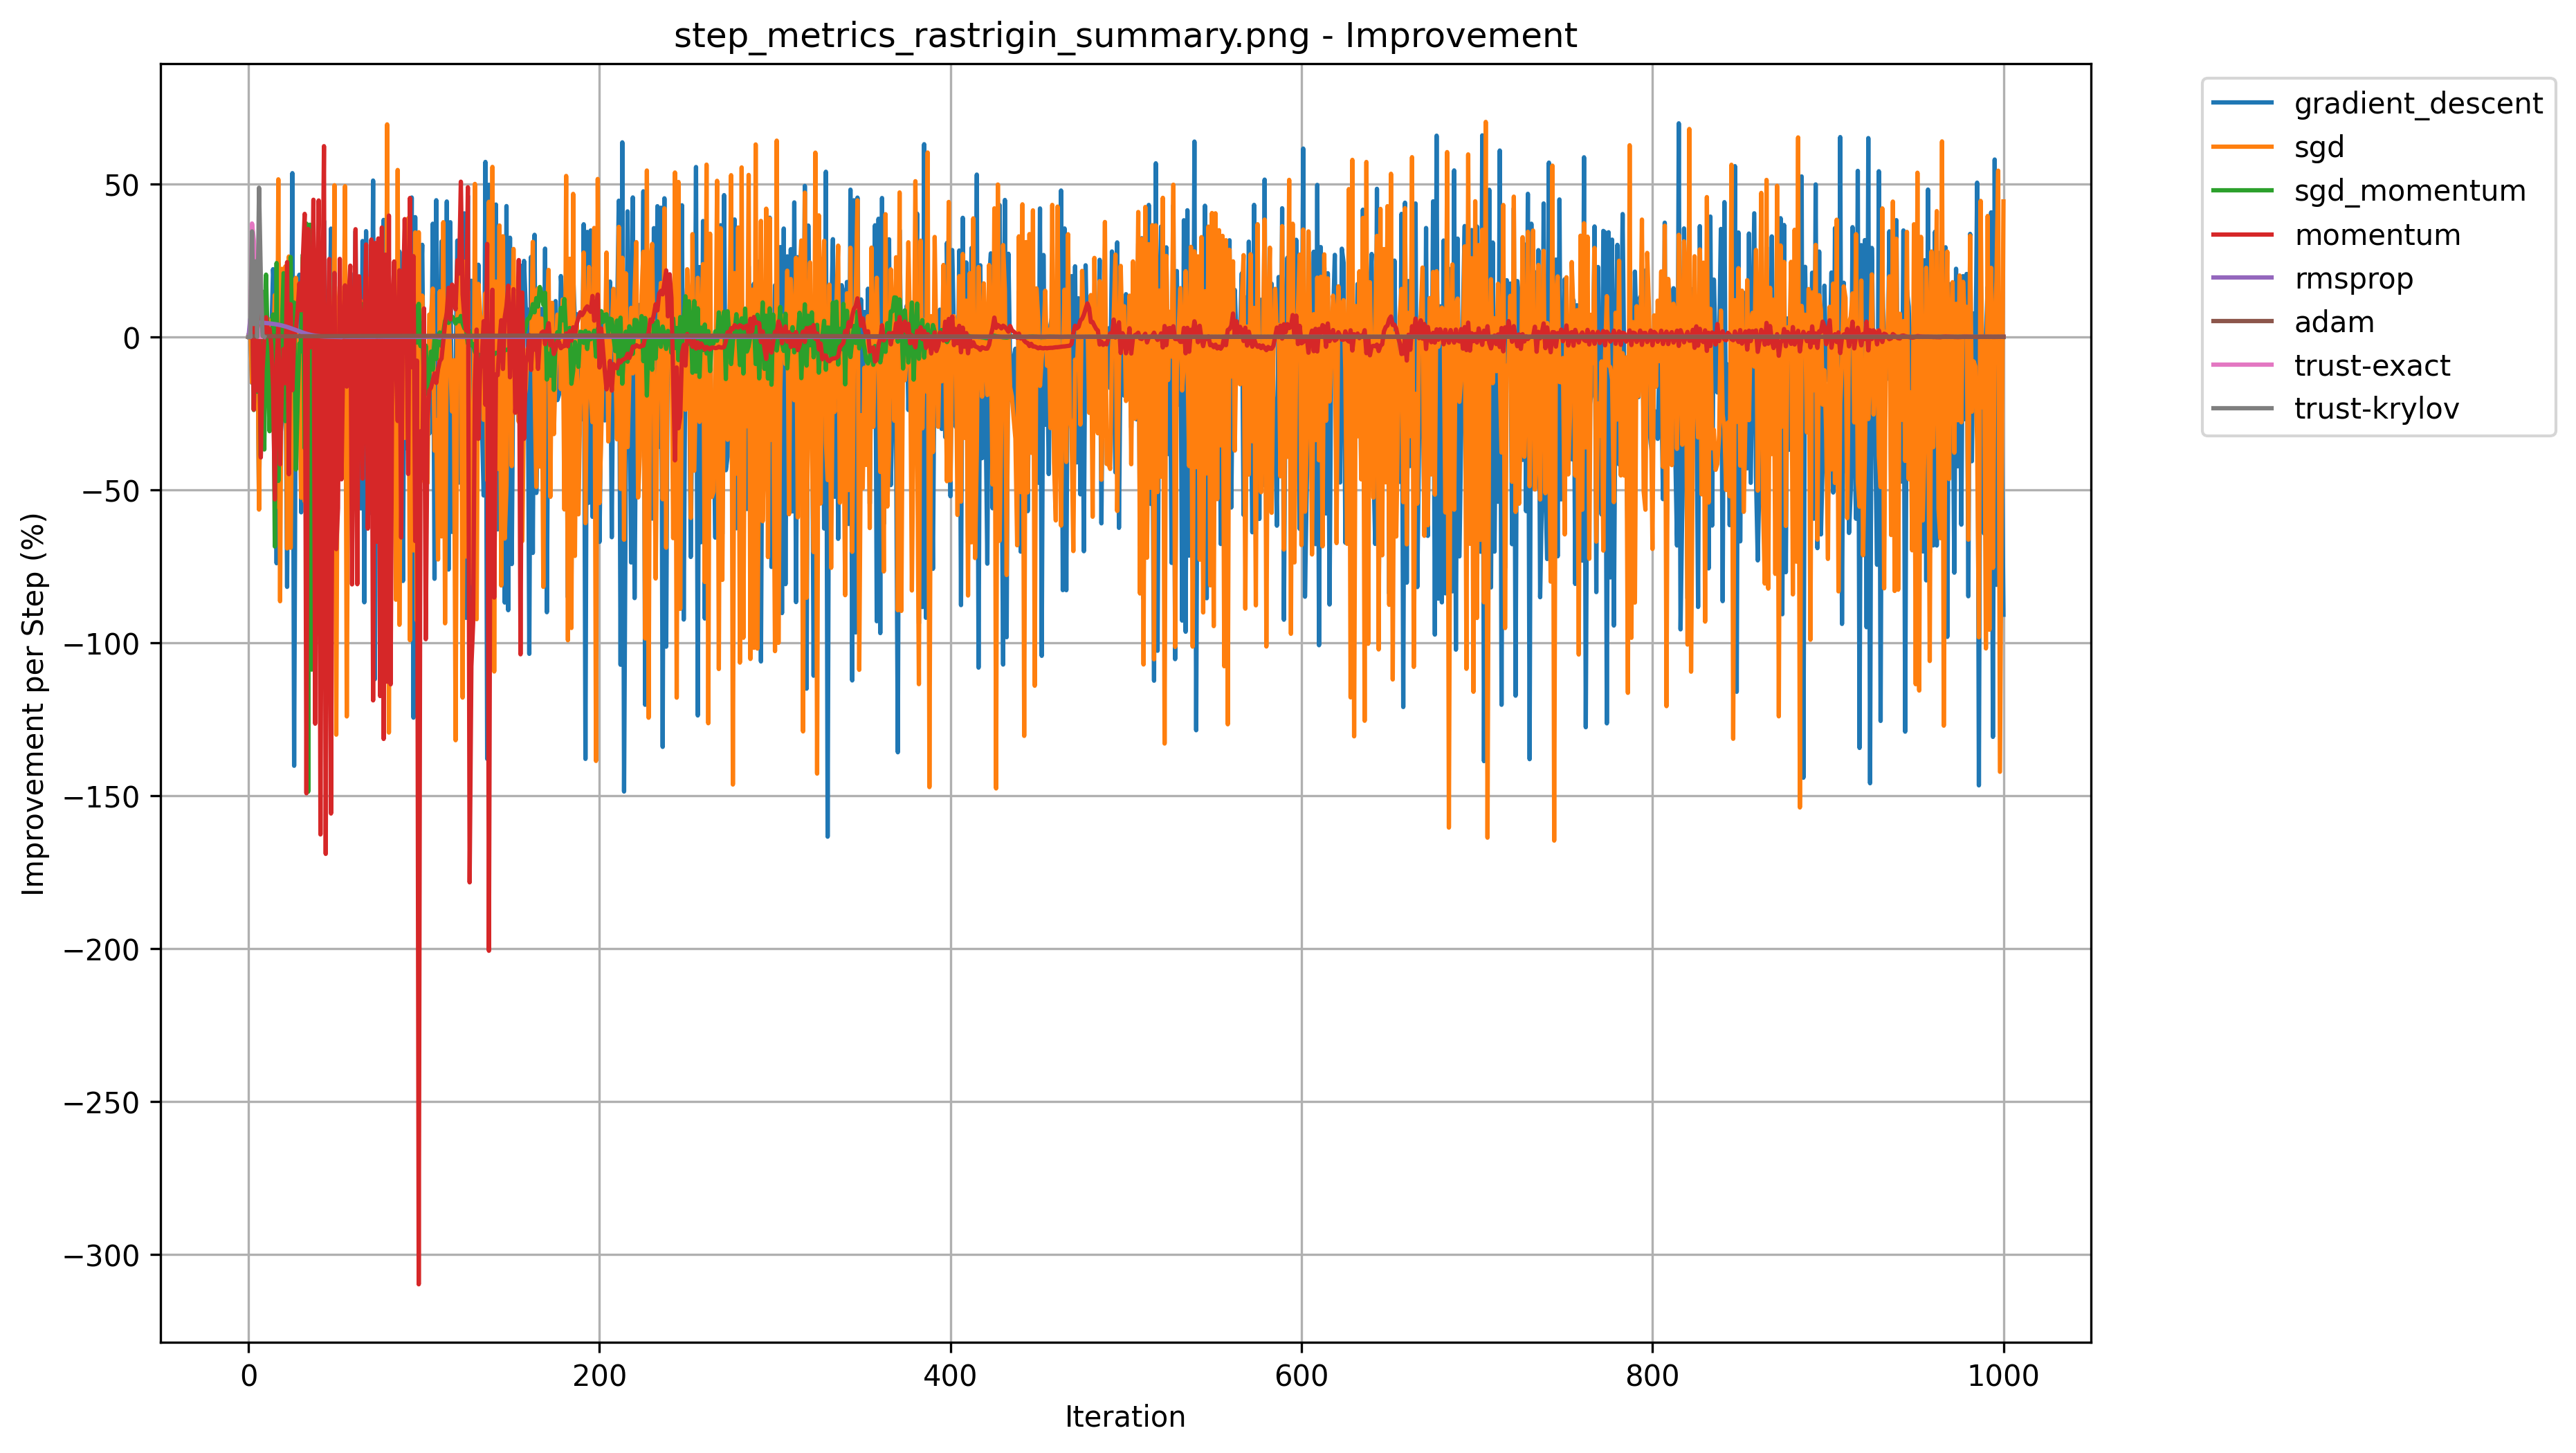 step_metrics_rastrigin_summary.png - Improvement
Improvement per Step (%)
50
0
−50
−100
−150
−200
−250
−300
0
200
400
600
800
1000
Iteration
gradient_descent
sgd
sgd_momentum
momentum
rmsprop
adam
trust-exact
trust-krylov